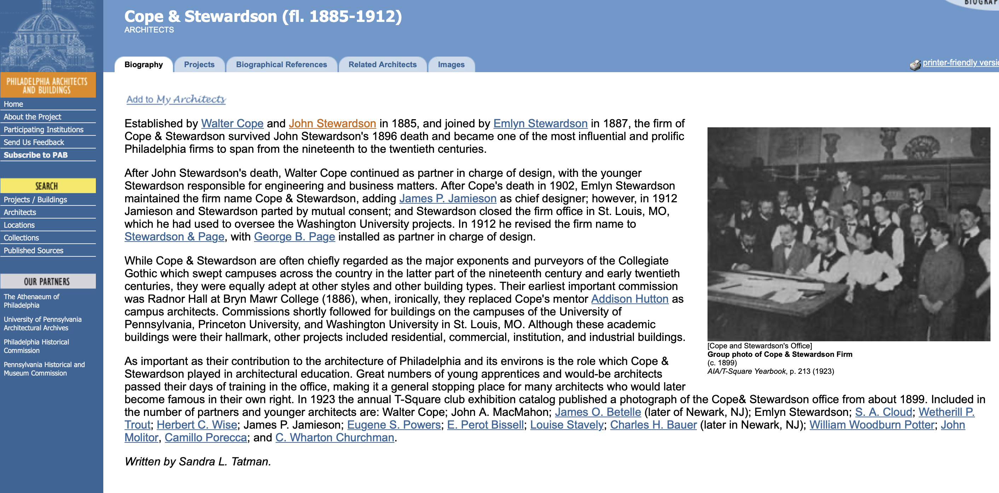 BIOGRAP
Cope & Stewardson (fl. 1885-1912)
ARCHITECTS
Biography
Projects
Biographical References
Related Architects
Images
printer-friendly versi
PHILADELPHIA ARCHITECTS
AND BUILDINGS
Home
About the Project
Participating Institutions
Send Us Feedback
Subscribe to PAB
SEARCH
Projects / Buildings
Architects
Locations
Collections
Published Sources
OUR PARTNERS
The Athenaeum of
Philadelphia
University of Pennsylvania
Architectural Archives
Philadelphia Historical
Commission
Pennsylvania Historical and
Museum Commission
Add to My Architects
Established by Walter Cope and John Stewardson in 1885, and joined by Emlyn Stewardson in 1887, the firm of
Cope & Stewardson survived John Stewardson's 1896 death and became one of the most influential and prolific
Philadelphia firms to span from the nineteenth to the twentieth centuries.
After John Stewardson's death, Walter Cope continued as partner in charge of design, with the younger
Stewardson responsible for engineering and business matters. After Cope's death in 1902, Emlyn Stewardson
maintained the firm name Cope & Stewardson, adding James P. Jamieson as chief designer; however, in 1912
Jamieson and Stewardson parted by mutual consent; and Stewardson closed the firm office in St. Louis, MO,
which he had used to oversee the Washington University projects. In 1912 he revised the firm name to
Stewardson & Page, with George B. Page installed as partner in charge of design.
While Cope & Stewardson are often chiefly regarded as the major exponents and purveyors of the Collegiate
Gothic which swept campuses across the country in the latter part of the nineteenth century and early twentieth
centuries, they were equally adept at other styles and other building types. Their earliest important commission
was Radnor Hall at Bryn Mawr College (1886), when, ironically, they replaced Cope's mentor Addison Hutton as
campus architects. Commissions shortly followed for buildings on the campuses of the University of
Pennsylvania, Princeton University, and Washington University in St. Louis, MO. Although these academic
buildings were their hallmark, other projects included residential, commercial, institution, and industrial buildings.
[Cope and Stewardson's Office]
Group photo of Cope & Stewardson Firm
(c. 1899)
AIA/T-Square Yearbook, p. 213 (1923)
As important as their contribution to the architecture of Philadelphia and its environs is the role which Cope &
Stewardson played in architectural education. Great numbers of young apprentices and would-be architects
passed their days of training in the office, making it a general stopping place for many architects who would later
become famous in their own right. In 1923 the annual T-Square club exhibition catalog published a photograph of the Cope& Stewardson office from about 1899. Included in
the number of partners and younger architects are: Walter Cope; John A. MacMahon; James O. Betelle (later of Newark, NJ); Emlyn Stewardson; S. A. Cloud; Wetherill P.
Trout; Herbert C. Wise; James P. Jamieson; Eugene S. Powers; E. Perot Bissell; Louise Stavely; Charles H. Bauer (later in Newark, NJ); William Woodburn Potter; John
Molitor, Camillo Porecca; and C. Wharton Churchman.
Written by Sandra L. Tatman.